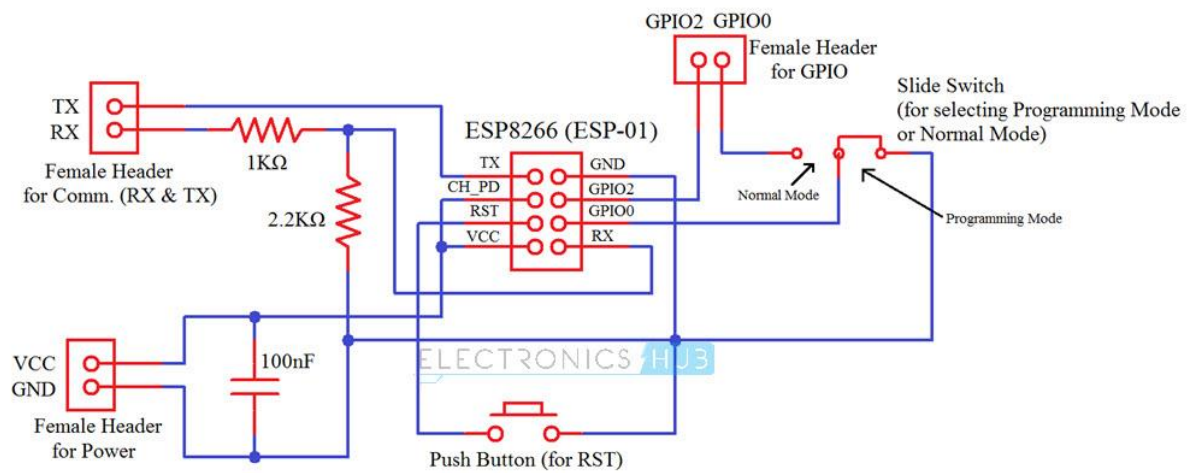 GPIO2 GPIO0
Female Header
for GPIO
Slide Switch
(for selecting Programming Mode
or Normal Mode)
TX
RX
Female Header
for Comm. (RX & TX)
1KΩ
2.2KΩ
ESP8266 (ESP-01)
TX
CH_PD
RST
VCC
GND
GPIO2
GPIO0
RX
Normal Mode
Programming Mode
VCC
GND
Female Header
for Power
100nF
ELECTRONICS HUB
Push Button (for RST)